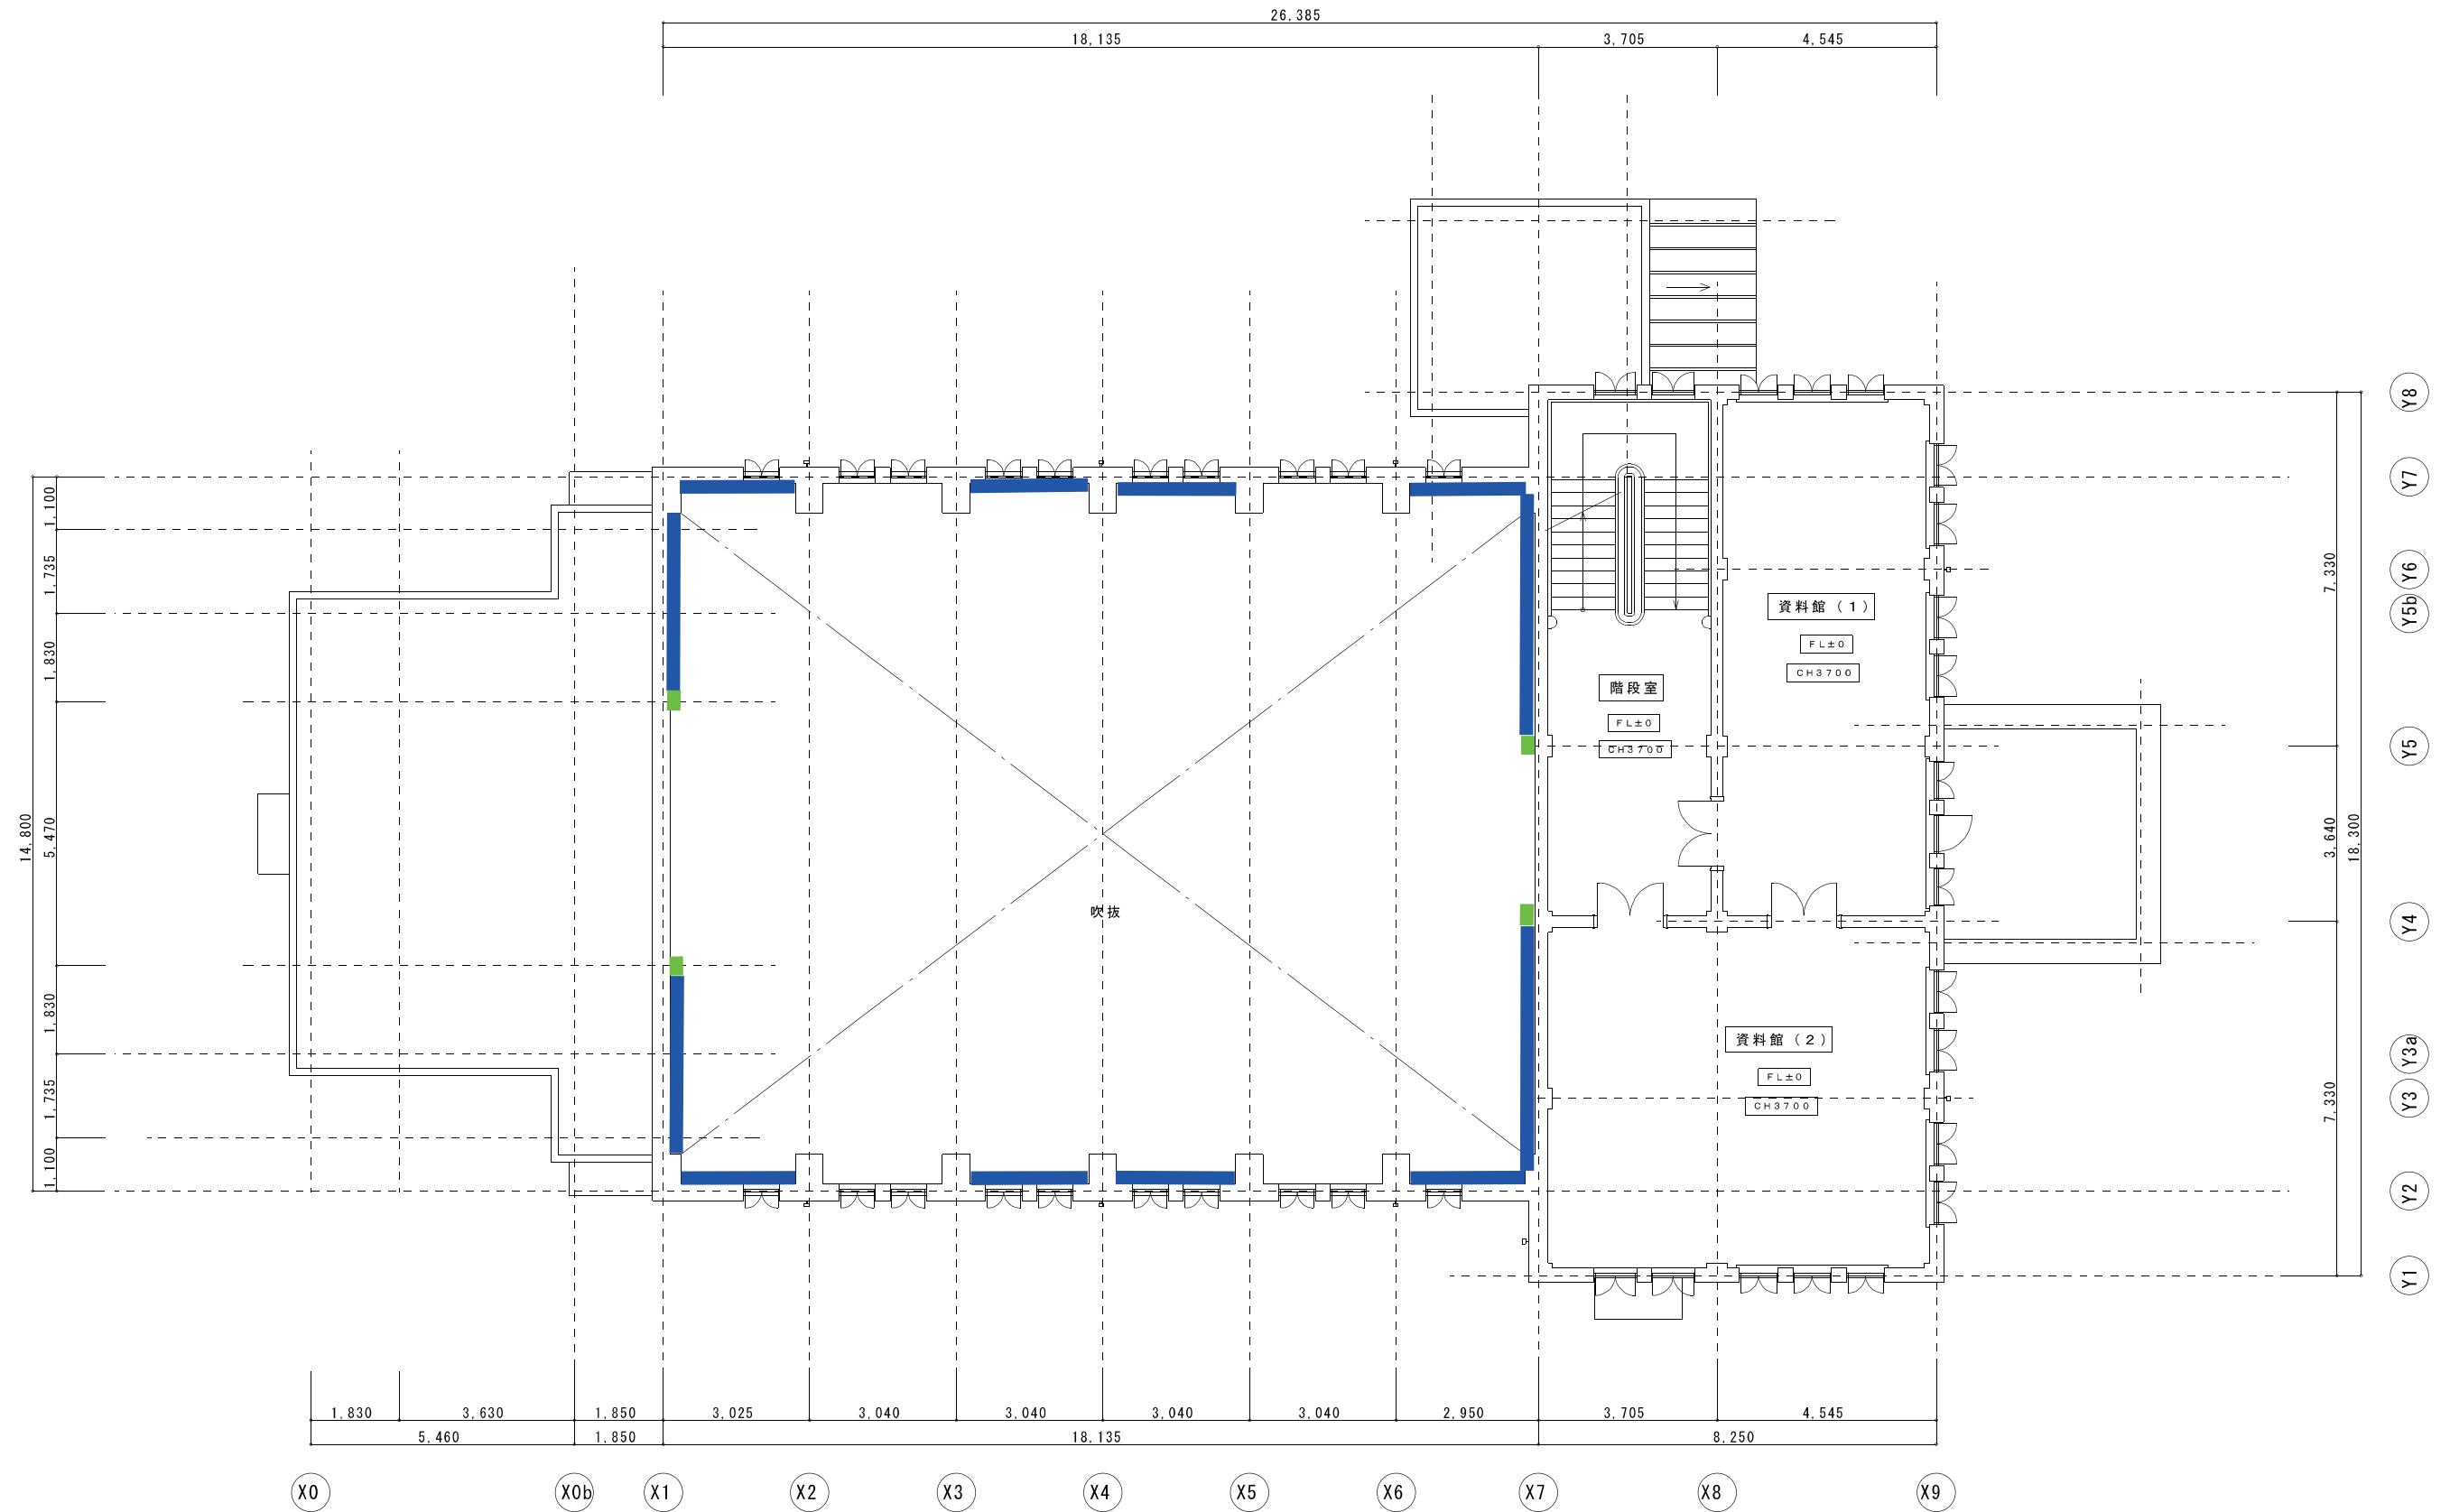 26,385
18,135
3,705
4,545
Y8
Y7
1,100
1,735
7,330
Y6
Y5b
資料館(1)
FL±0
CH3700
1,830
階段室
FL±0
CH3700
Y5
14,800
5,470
3,640
18,300
吹抜
Y4
1,830
資料館(2)
FL±0
CH3700
Y3a
Y3
1,735
7,330
1,100
Y2
Y1
1,830
3,630
1,850
3,025
3,040
3,040
3,040
3,040
2,950
3,705
4,545
5,460
1,850
18,135
8,250
X0
X0b
X1
X2
X3
X4
X5
X6
X7
X8
X9